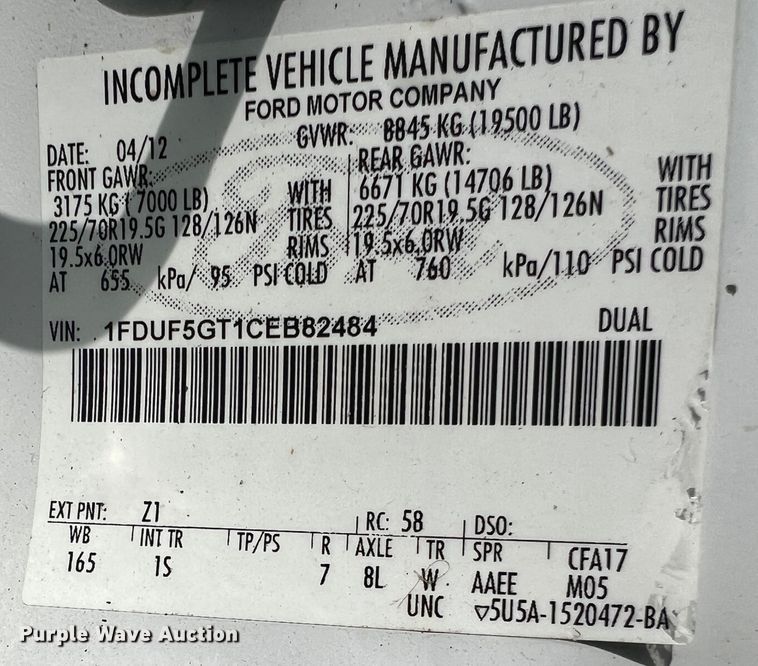 INCOMPLETE VEHICLE MANUFACTURED BY
FORD MOTOR COMPANY
DATE: 04/12 GVWR: 8845 KG (19500 LB)
FRONT GAWR: REAR GAWR:
3175 KG ( 7000 LB) WITH 6671 KG (14706 LB) WITH
225/70R19.5G 128/126N TIRES 225/70R19.5G 128/126N TIRES
19.5x6.0RW RIMS 19.5x6.0RW RIMS
AT 655 kPa/ 95 PSI COLD AT 760 kPa/110 PSI COLD
VIN: 1FDUF5GT1CEB82484 DUAL
EXT PNT: Z1 RC: 58 DSO:
WB INT TR TP/PS R AXLE TR SPR CFA17
165 1S 7 8L W AAEE M05
UNC ▽5U5A-1520472-BA
Purple Wave Auction